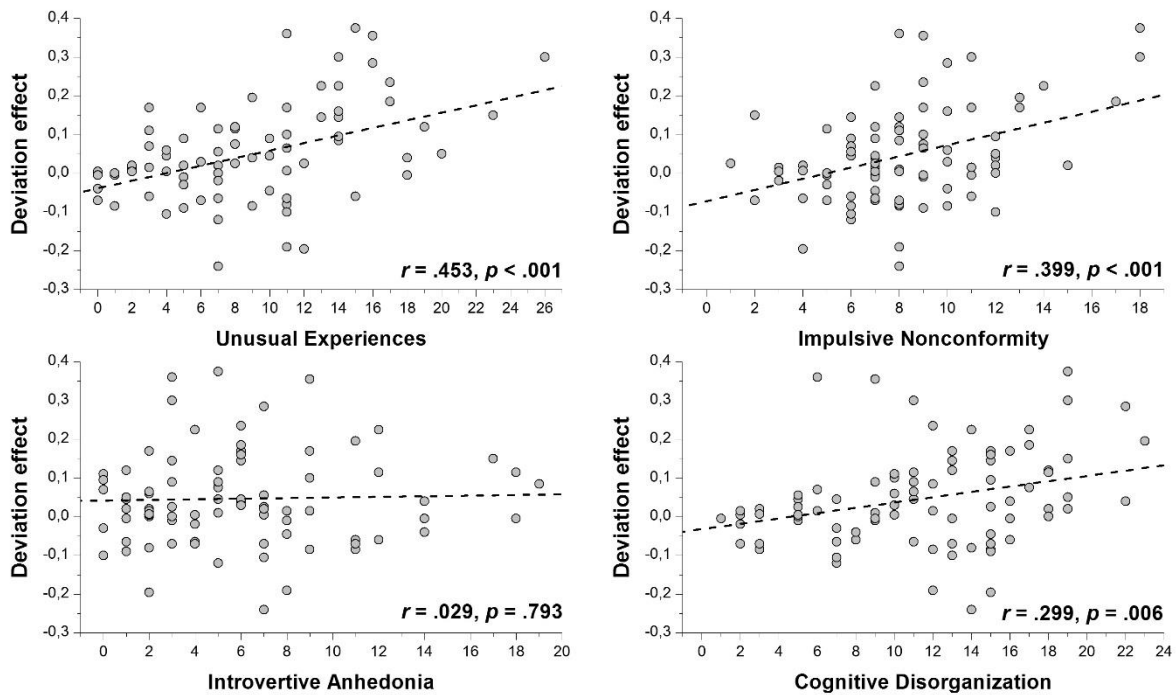 0,4
0,3
0,2
0,1
0,0
-0,1
-0,2
-0,3
Deviation effect
r = .453, p < .001
0 2 4 6 8 10 12 14 16 18 20 22 24 26
Unusual Experiences
0,4
0,3
0,2
0,1
0,0
-0,1
-0,2
-0,3
Deviation effect
r = .399, p < .001
0 2 4 6 8 10 12 14 16 18
Impulsive Nonconformity
0,4
0,3
0,2
0,1
0,0
-0,1
-0,2
-0,3
Deviation effect
r = .029, p = .793
0 2 4 6 8 10 12 14 16 18 20
Introvertive Anhedonia
0,4
0,3
0,2
0,1
0,0
-0,1
-0,2
-0,3
Deviation effect
r = .299, p = .006
0 2 4 6 8 10 12 14 16 18 20 22 24
Cognitive Disorganization